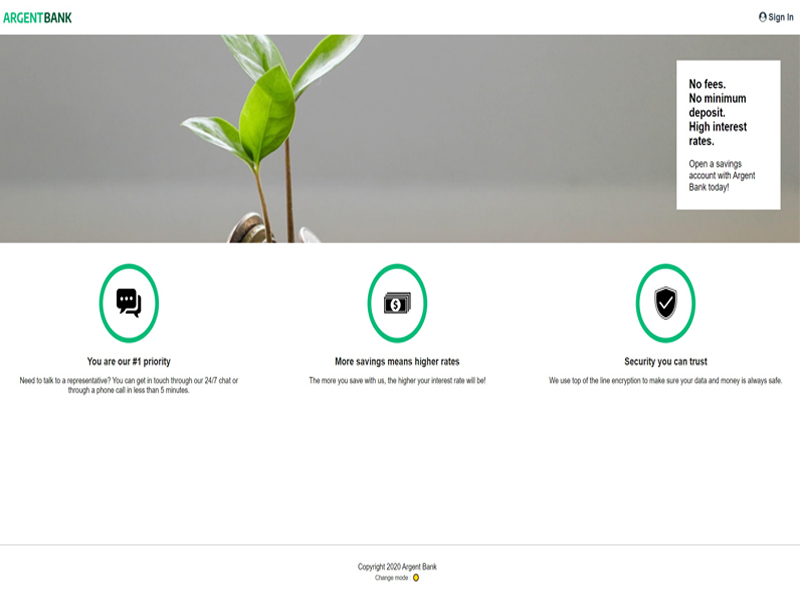 ARGENTBANK
Sign In
No fees.
No minimum
deposit.
High interest
rates.
Open a savings
account with Argent
Bank today!
You are our #1 priority
Need to talk to a representative? You can get in touch through our 24/7 chat or
through a phone call in less than 5 minutes.
More savings means higher rates
The more you save with us, the higher your interest rate will be!
Security you can trust
We use top of the line encryption to make sure your data and money is always safe.
Copyright 2020 Argent Bank
Change mode